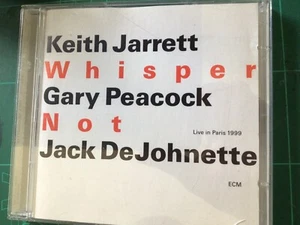 Keith Jarrett
Whisper
Gary Peacock
Not
Live in Paris 1999
Jack DeJohnette
ECM